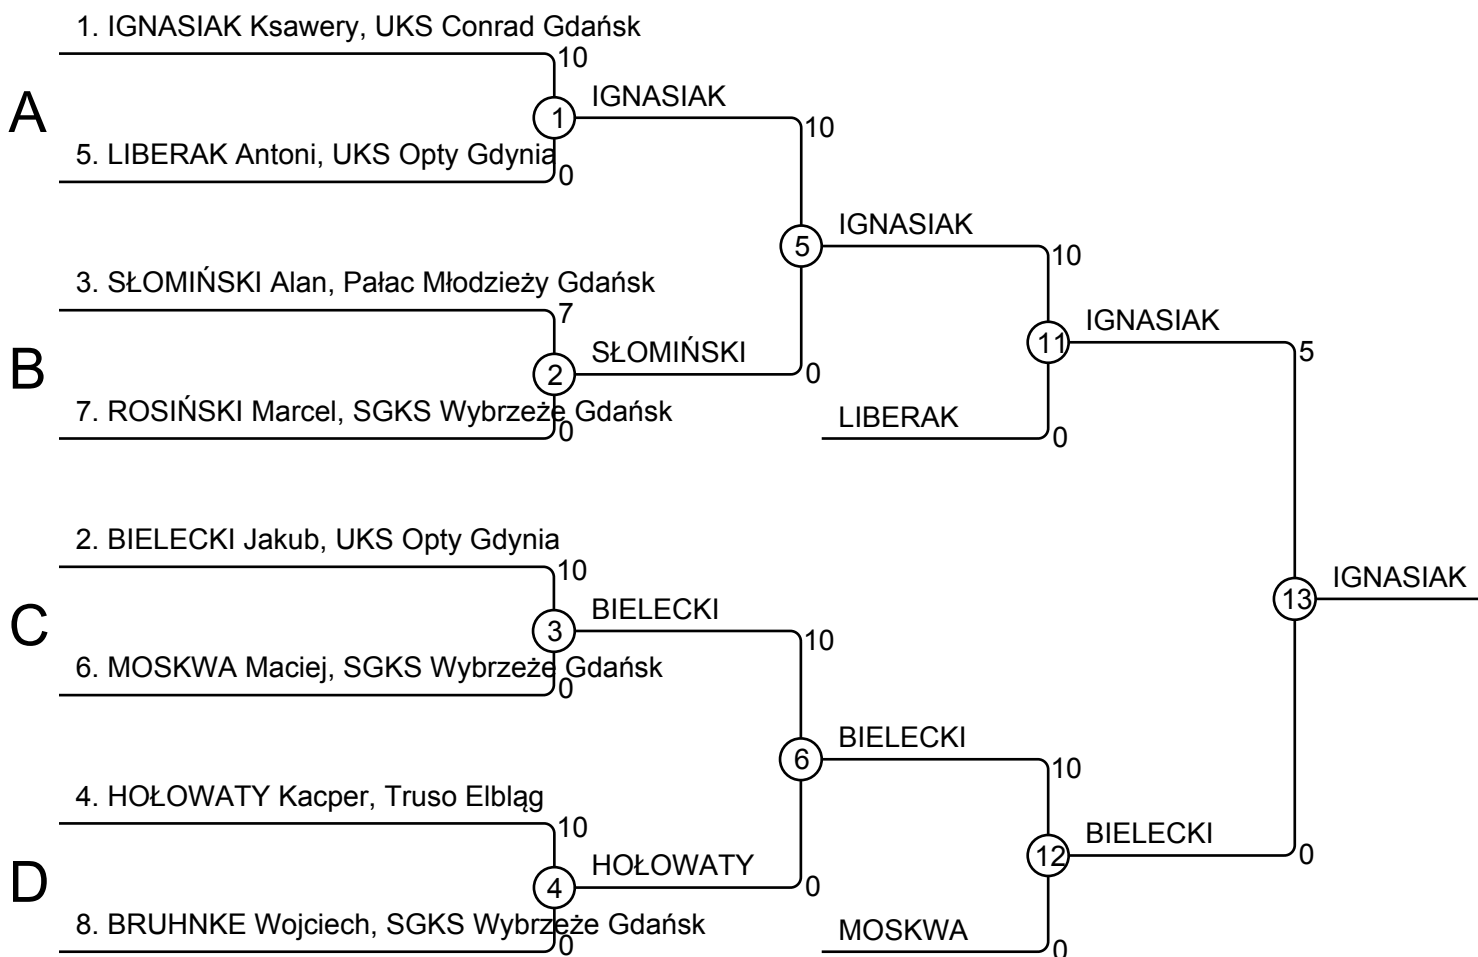 1. IGNASIAK Ksawery, UKS Conrad Gdańsk
10
A
1
IGNASIAK
10
5. LIBERAK Antoni, UKS Opty Gdynia
0
5
IGNASIAK
10
3. SŁOMIŃSKI Alan, Pałac Młodzieży Gdańsk
7
B
2
SŁOMIŃSKI
0
11
IGNASIAK
5
7. ROSIŃSKI Marcel, SGKS Wybrzeże Gdańsk
0
LIBERAK
0
2. BIELECKI Jakub, UKS Opty Gdynia
10
C
3
BIELECKI
10
13
IGNASIAK
6. MOSKWA Maciej, SGKS Wybrzeże Gdańsk
0
6
BIELECKI
10
4. HOŁOWATY Kacper, Truso Elbląg
10
D
4
HOŁOWATY
0
12
BIELECKI
0
8. BRUHNKE Wojciech, SGKS Wybrzeże Gdańsk
0
MOSKWA
0